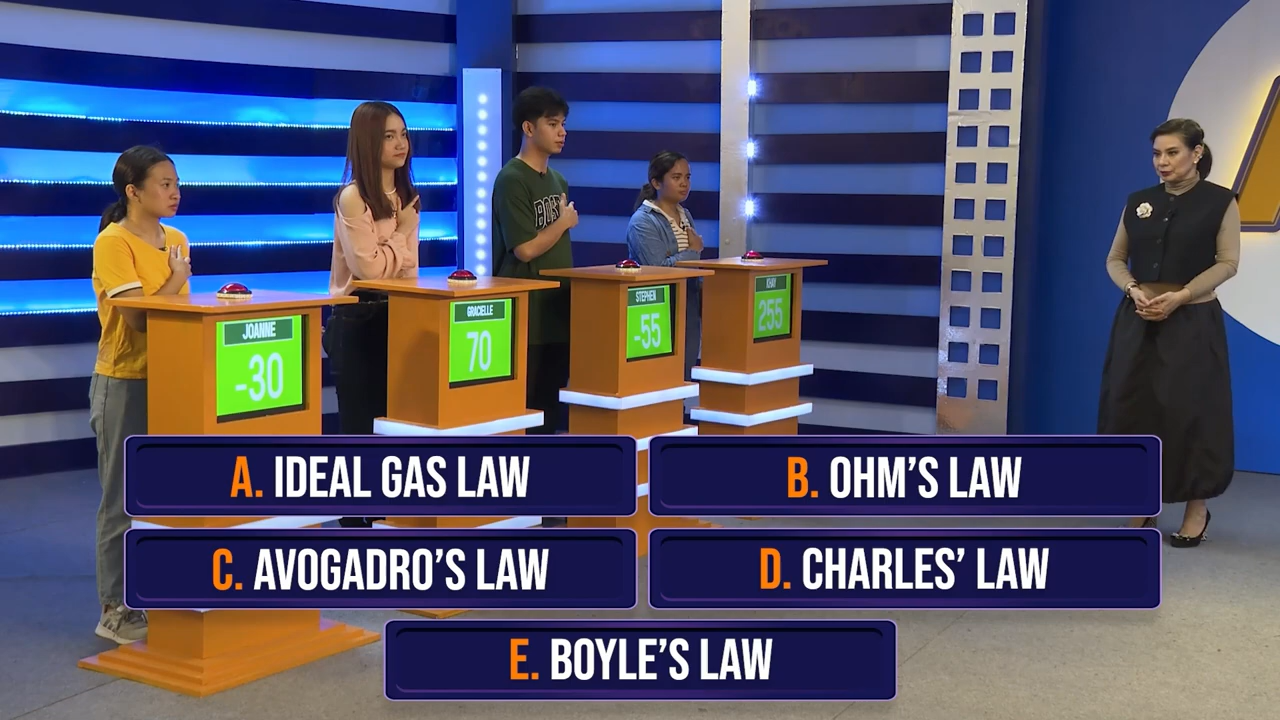 JOANNE
-30
GRACIELLE
70
STEPHEN
-55
KHAY
255
A. IDEAL GAS LAW
B. OHM'S LAW
C. AVOGADRO'S LAW
D. CHARLES' LAW
E. BOYLE'S LAW